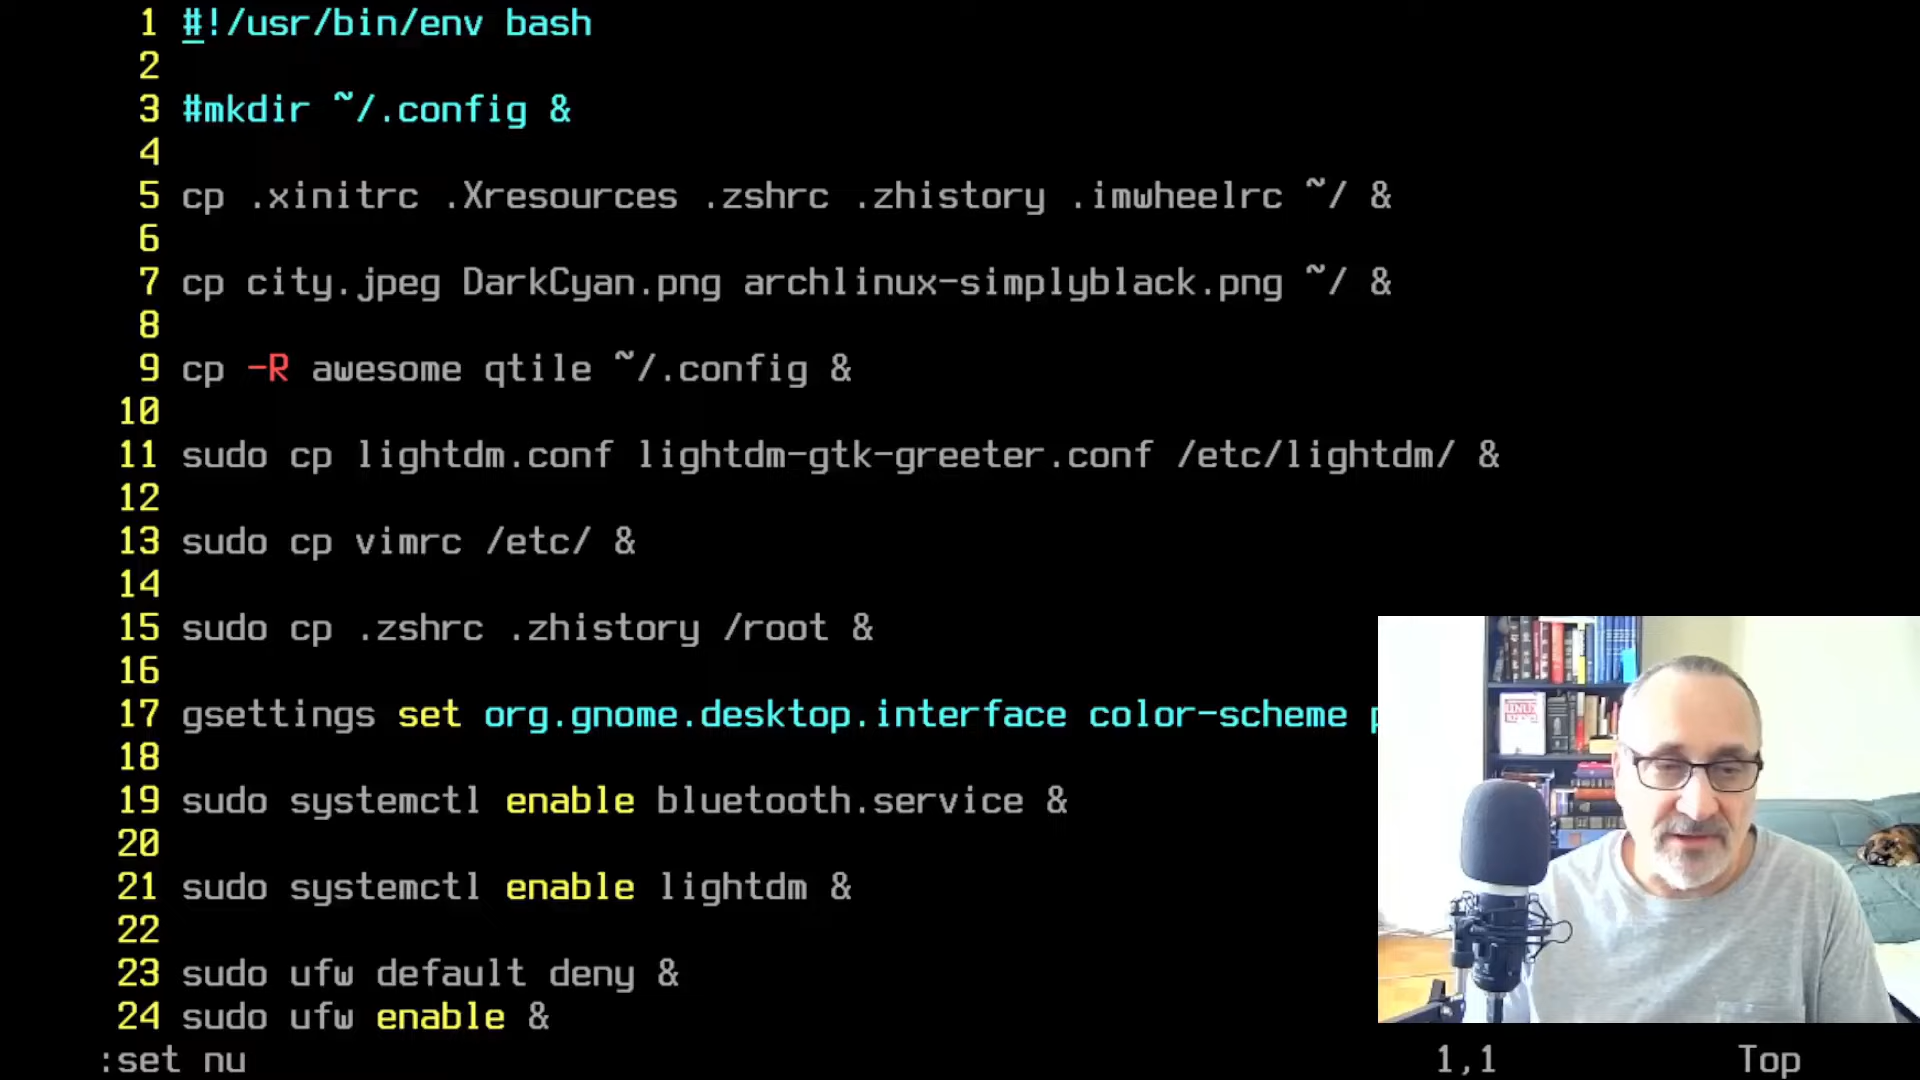 1 #!/usr/bin/env bash
2
3 #mkdir ~/.config &
4
5 cp .xinitrc .Xresources .zshrc .zhistory .imwheelrc ~/ &
6
7 cp city.jpeg DarkCyan.png archlinux-simplyblack.png ~/ &
8
9 cp -R awesome qtile ~/.config &
10
11 sudo cp lightdm.conf lightdm-gtk-greeter.conf /etc/lightdm/ &
12
13 sudo cp vimrc /etc/ &
14
15 sudo cp .zshrc .zhistory /root &
16
17 gsettings set org.gnome.desktop.interface color-scheme p
18
19 sudo systemctl enable bluetooth.service &
20
21 sudo systemctl enable lightdm &
22
23 sudo ufw default deny &
24 sudo ufw enable &
:set nu 1,1 Top